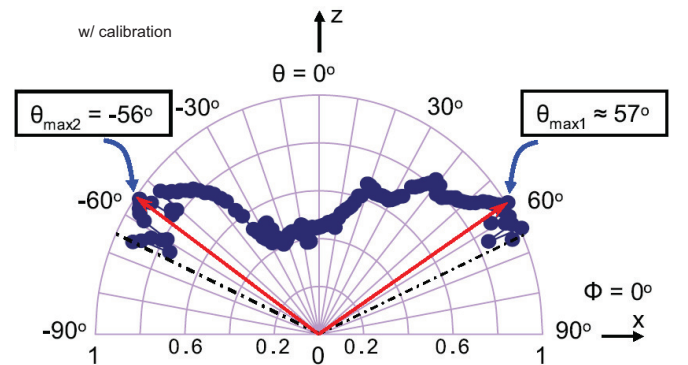 z
w/ calibration
θ = 0º
θmax2 = -56º
-30º
30º
θmax1 ≈ 57º
-60º
60º
Φ = 0º
-90º
90º
x
1
0.6
0.2
0
0.2
0.6
1